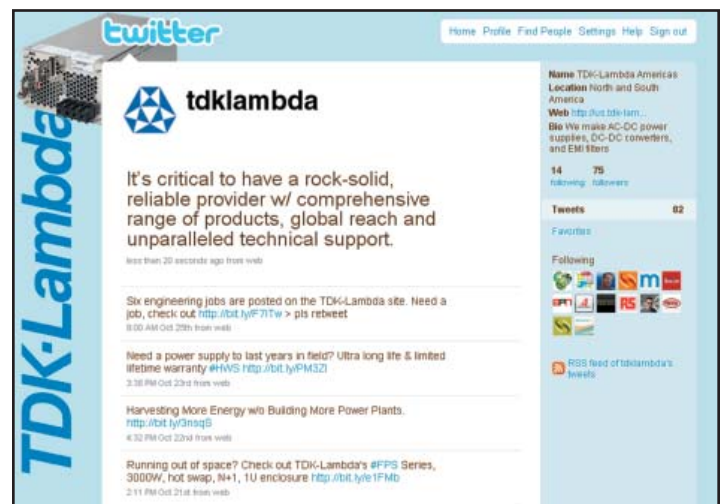 twitter
Home Profile Find People Settings Help Sign out
TDK-Lambda
tdklambda
It's critical to have a rock-solid,
reliable provider w/ comprehensive
range of products, global reach and
unparalleled technical support.
less than 20 seconds ago from web
Six engineering jobs are posted on the TDK-Lambda site. Need a
job, check out http://bit.ly/F7ITw > pls retweet
8:00 AM Oct 25th from web
Need a power supply to last years in field? Ultra long life & limited
lifetime warranty #HWS http://bit.ly/PM3ZI
3:38 PM Oct 23rd from web
Harvesting More Energy w/o Building More Power Plants.
http://bit.ly/3nsqS
4:32 PM Oct 22nd from web
Running out of space? Check out TDK-Lambda's #FPS Series,
3000W, hot swap, N+1, 1U enclosure http://bit.ly/e1FMb
2:11 PM Oct 21st from web
Name TDK-Lambda Americas
Location North and South
America
Web http://us.tdk-lam...
Bio We make AC-DC power
supplies, DC-DC converters,
and EMI filters
14 75
following followers
Tweets 82
Favorites
Following
m
RS
RSS feed of tdklambda's
tweets